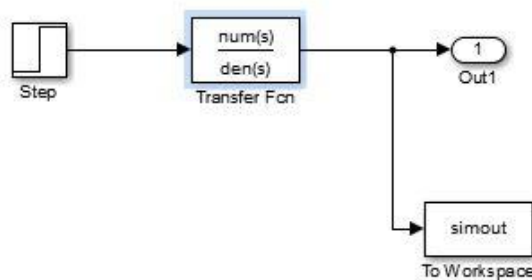 num(s)
den(s)
1
Step
Transfer Fcn
Out1
simout
To Workspace